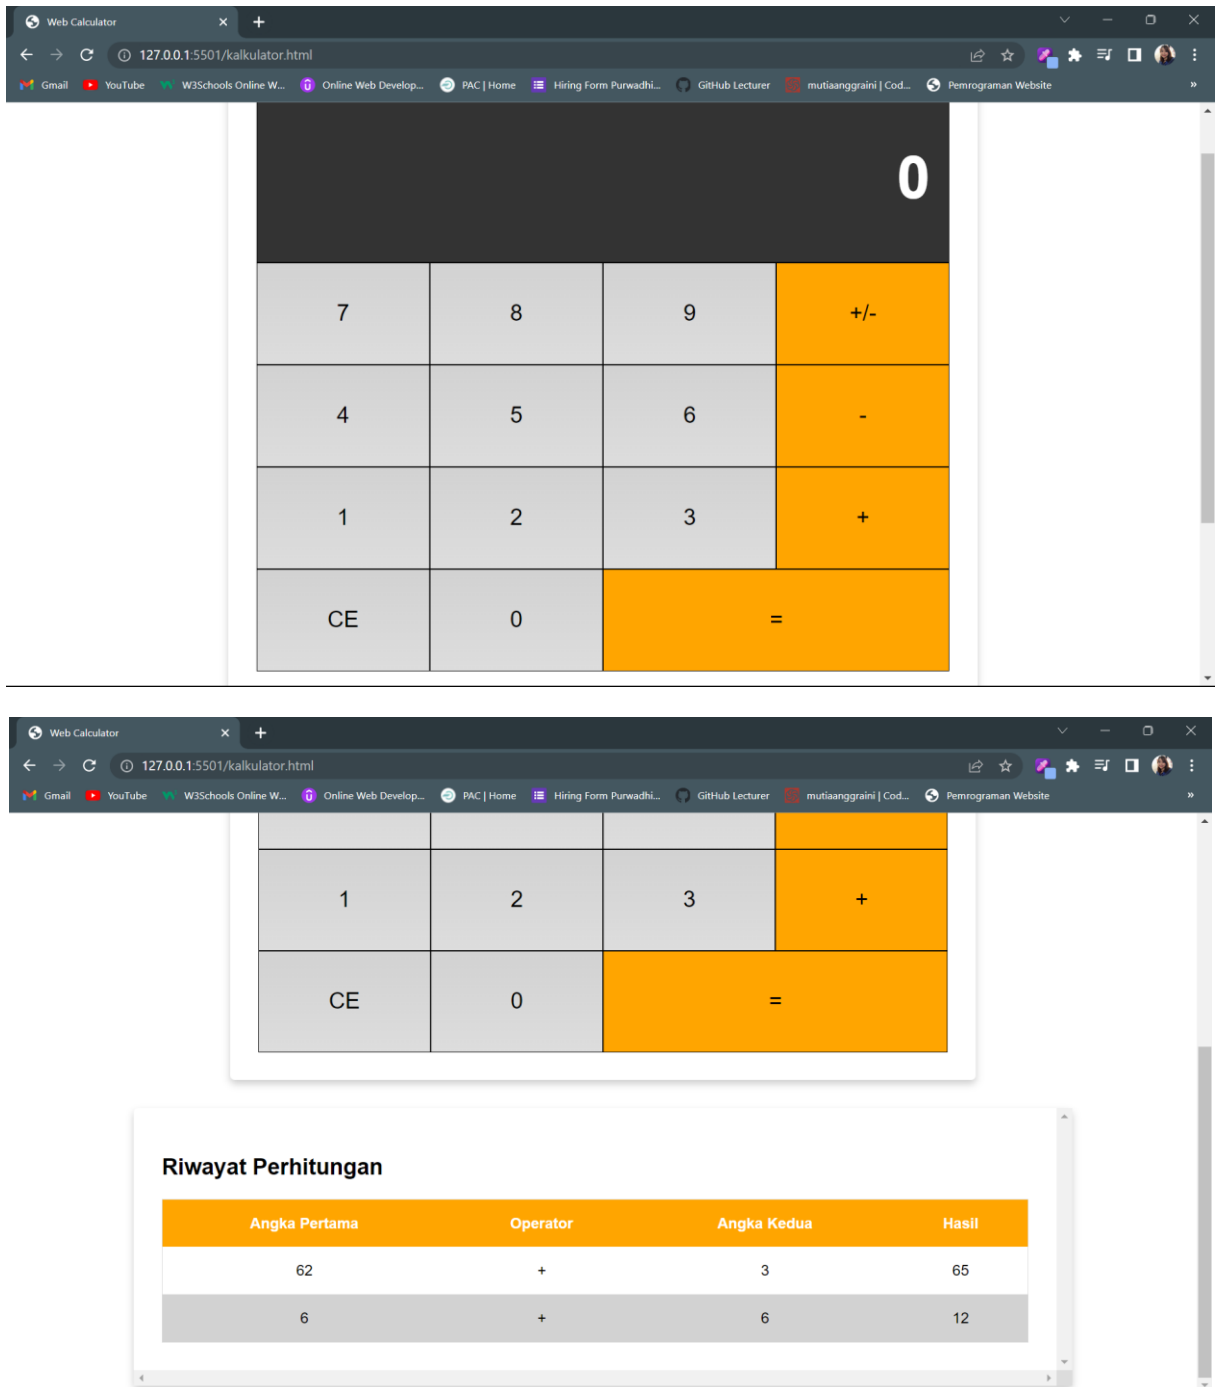 Web Calculator
127.0.0.1:5501/kalkulator.html
Gmail YouTube W3Schools Online W... Online Web Develop... PAC | Home Hiring Form Purwadhi... GitHub Lecturer mutiaanggraini | Cod... Pemrograman Website »
0
7 8 9 +/-
4 5 6 -
1 2 3 +
CE 0 =
Web Calculator
127.0.0.1:5501/kalkulator.html
Gmail YouTube W3Schools Online W... Online Web Develop... PAC | Home Hiring Form Purwadhi... GitHub Lecturer mutiaanggraini | Cod... Pemrograman Website »
1 2 3 +
CE 0 =
Riwayat Perhitungan
Angka Pertama Operator Angka Kedua Hasil
62 + 3 65
6 + 6 12